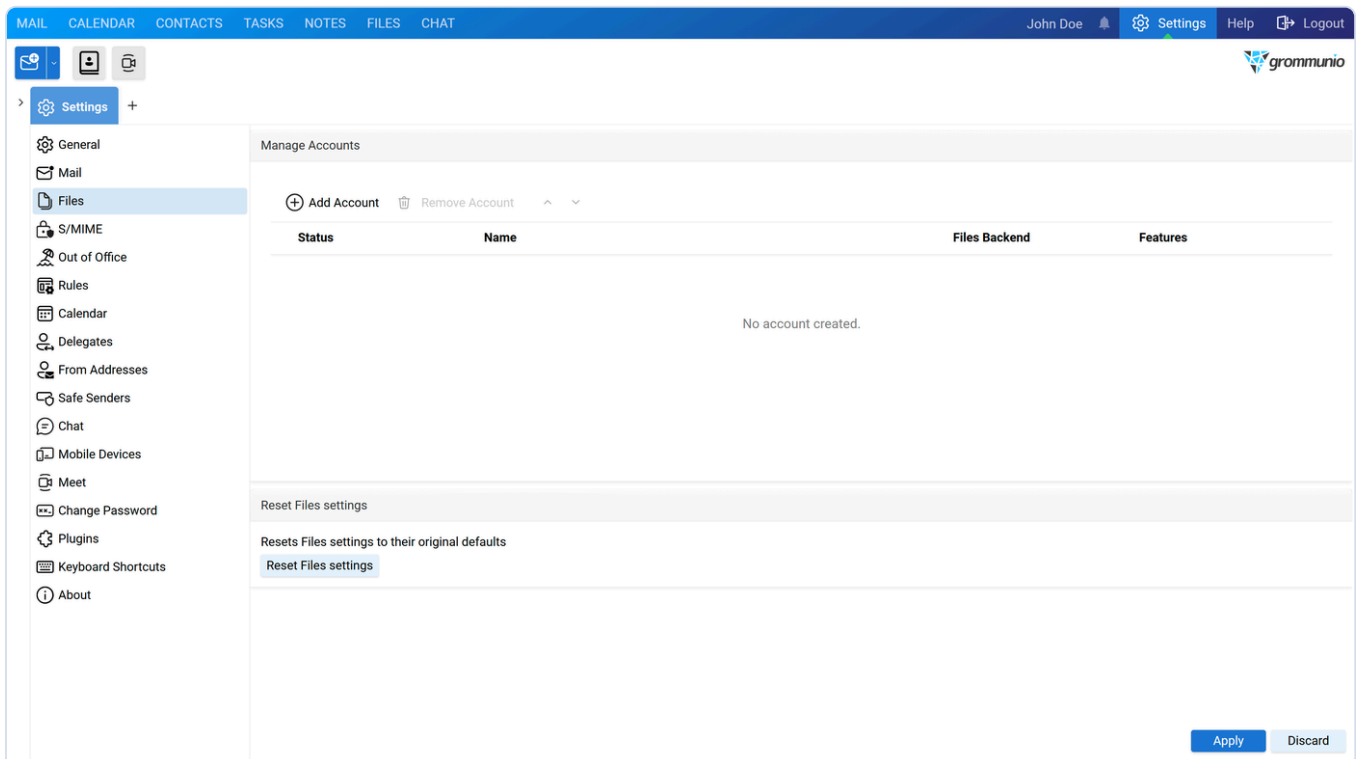 MAIL CALENDAR CONTACTS TASKS NOTES FILES CHAT John Doe Settings Help Logout
grommunio
Settings
General
Mail
Files
S/MIME
Out of Office
Rules
Calendar
Delegates
From Addresses
Safe Senders
Chat
Mobile Devices
Meet
Change Password
Plugins
Keyboard Shortcuts
About
Manage Accounts
Add Account Remove Account
Status Name Files Backend Features
No account created.
Reset Files settings
Resets Files settings to their original defaults
Reset Files settings
Apply Discard